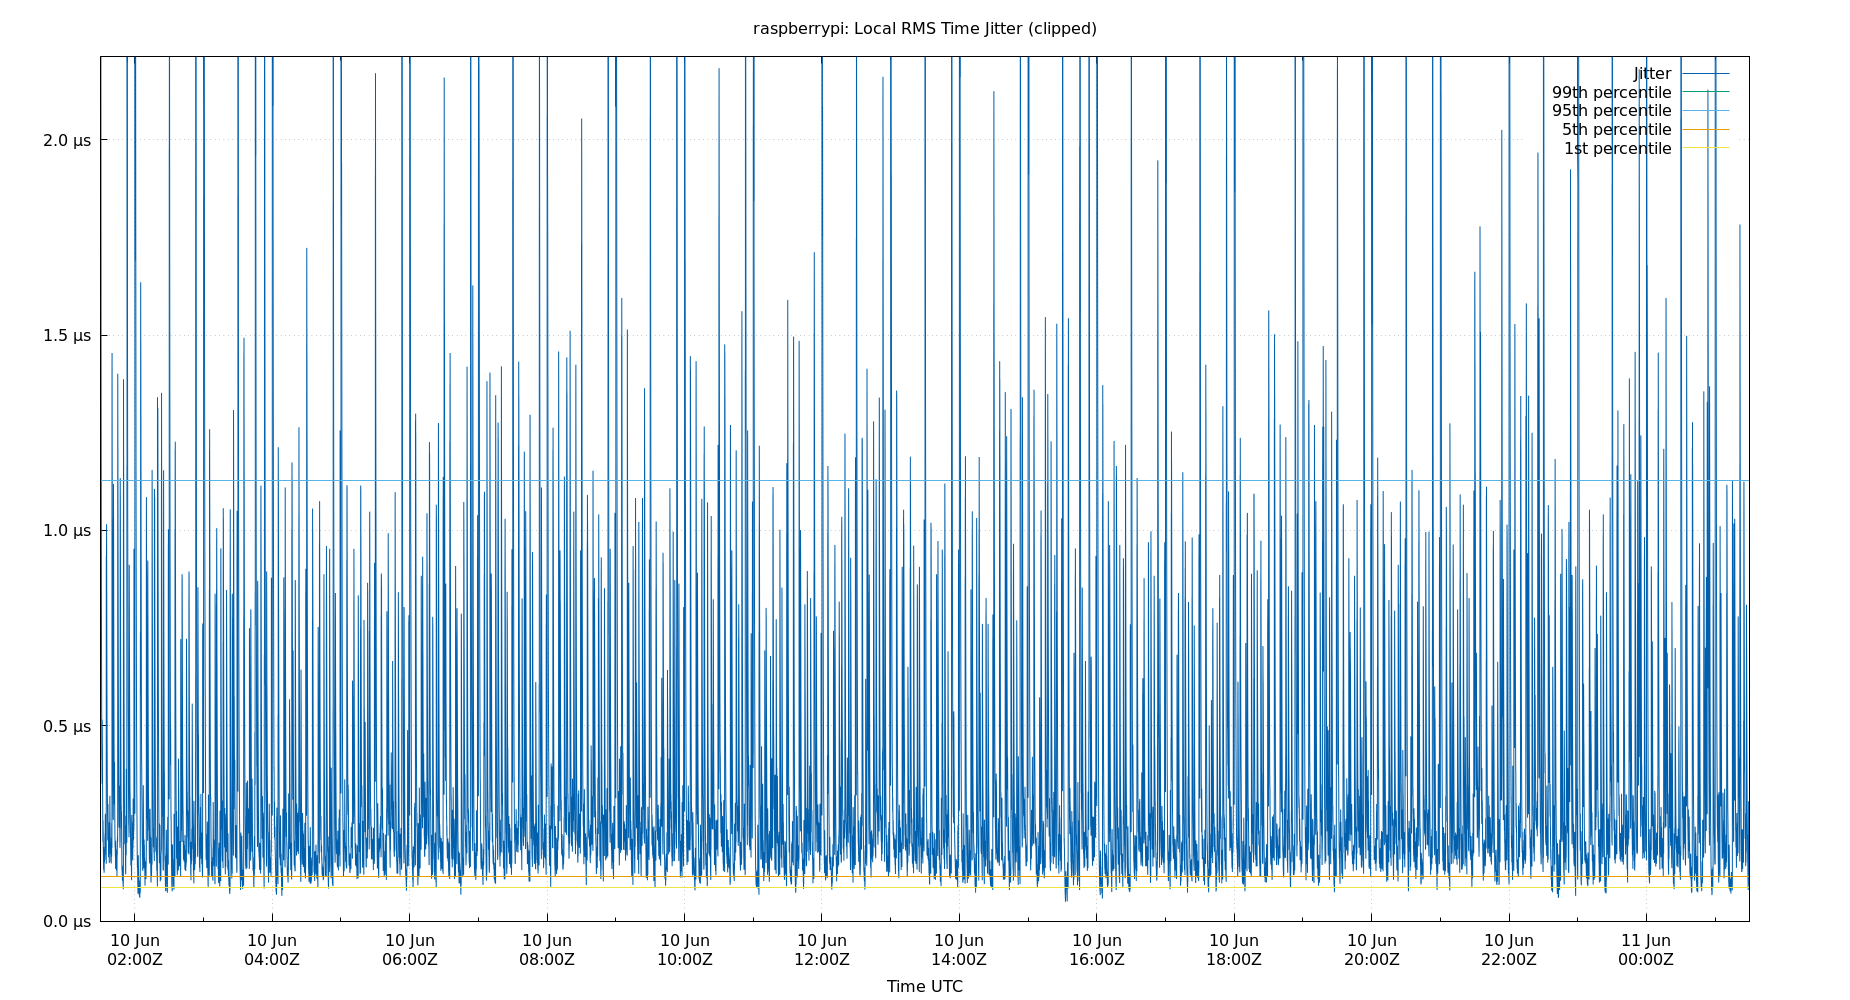 raspberrypi: Local RMS Time Jitter (clipped)
Jitter
99th percentile
95th percentile
5th percentile
1st percentile
2.0 µs
1.5 µs
1.0 µs
0.5 µs
0.0 µs
10 Jun 10 Jun 10 Jun 10 Jun 10 Jun 10 Jun 10 Jun 10 Jun 10 Jun 10 Jun 10 Jun 11 Jun
02:00Z 04:00Z 06:00Z 08:00Z 10:00Z 12:00Z 14:00Z 16:00Z 18:00Z 20:00Z 22:00Z 00:00Z
Time UTC